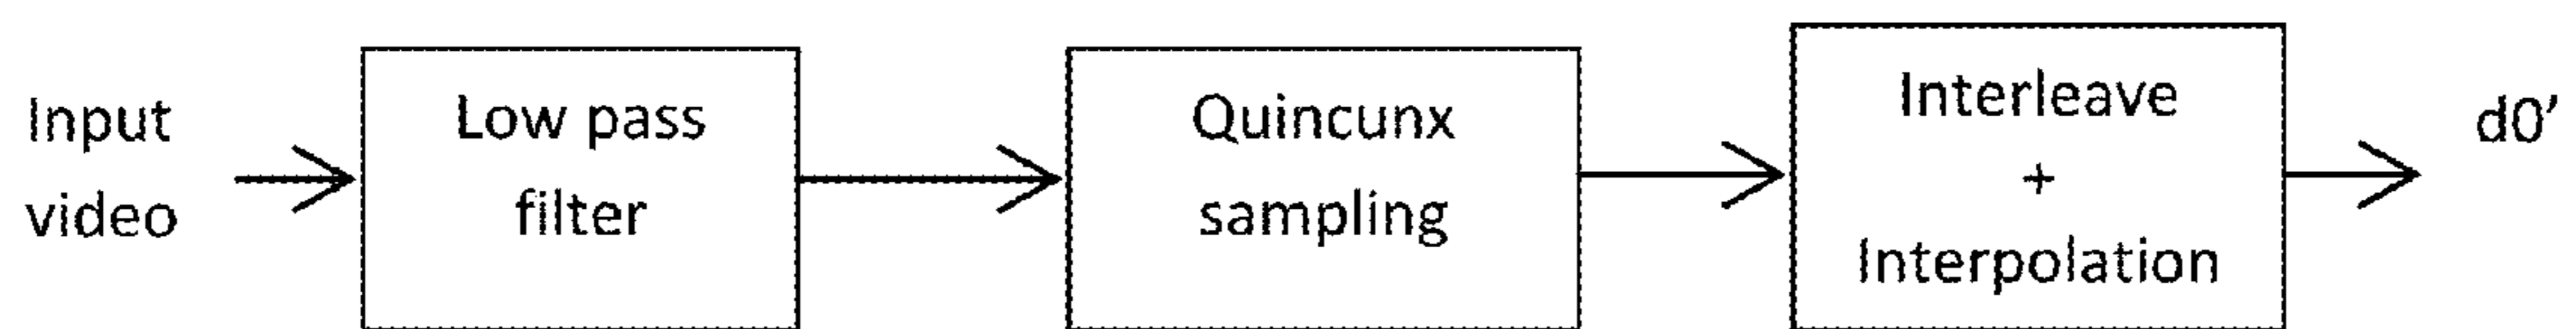 Input
video
Low pass
filter
Quincunx
sampling
Interleave
+
Interpolation
d0’